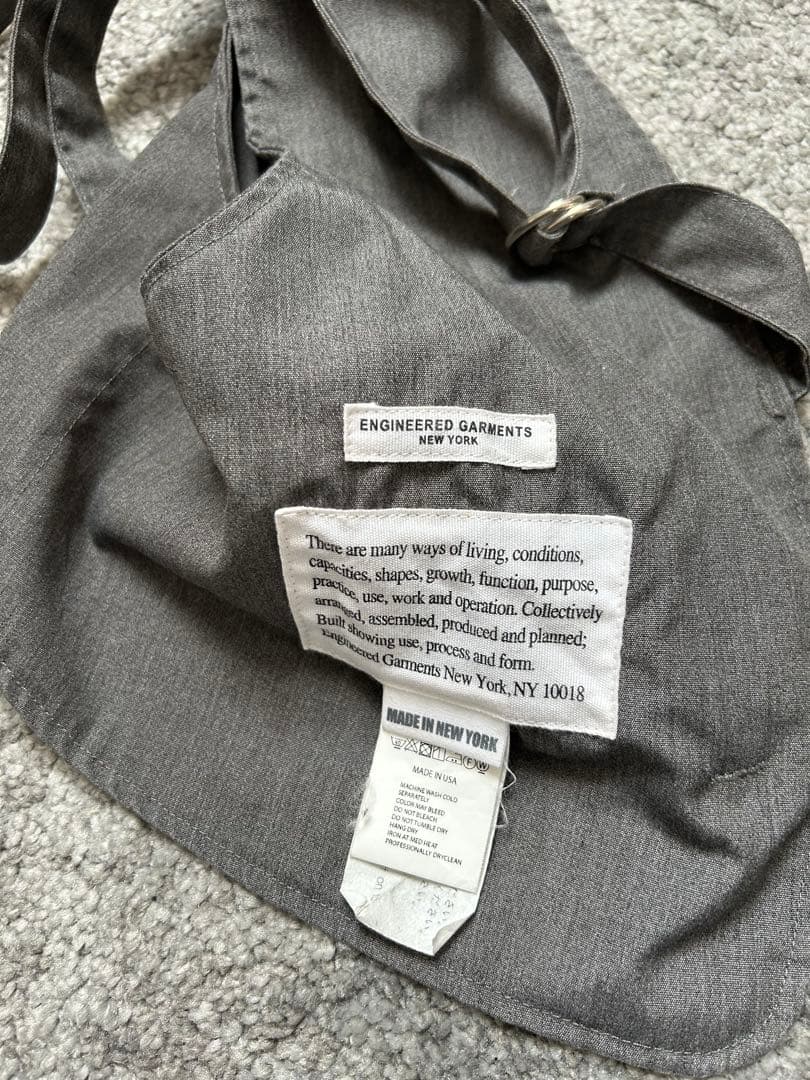 ENGINEERED GARMENTS
NEW YORK
There are many ways of living, conditions,
capacities, shapes, growth, function, purpose,
practice, use, work and operation. Collectively
arranged, assembled, produced and planned;
Built showing use, process and form.
Engineered Garments New York, NY 10018
MADE IN NEW YORK
MADE IN USA
MACHINE WASH COLD
SEPARATELY
COLOR MAY BLEED
DO NOT BLEACH
DO NOT TUMBLE DRY
HANG DRY
IRON AT MED HEAT
PROFESSIONALLY DRYCLEAN